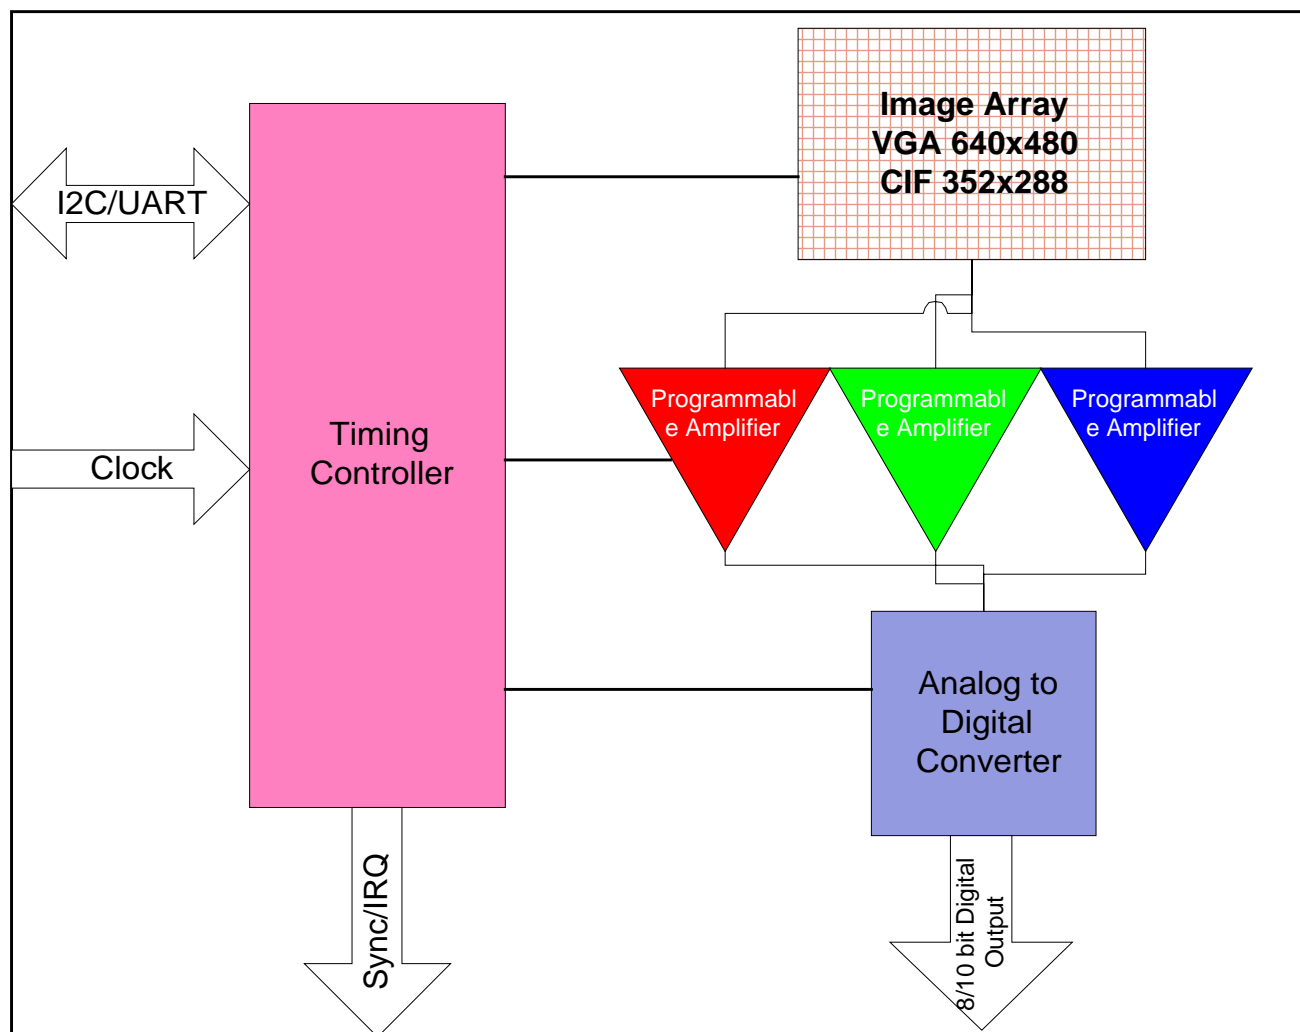 Image Array
VGA 640x480
CIF 352x288
I2C/UART
Programmabl
e Amplifier
Programmabl
e Amplifier
Programmabl
e Amplifier
Timing
Controller
Clock
Analog to
Digital
Converter
Sync/IRQ
8/10 bit Digital
Output